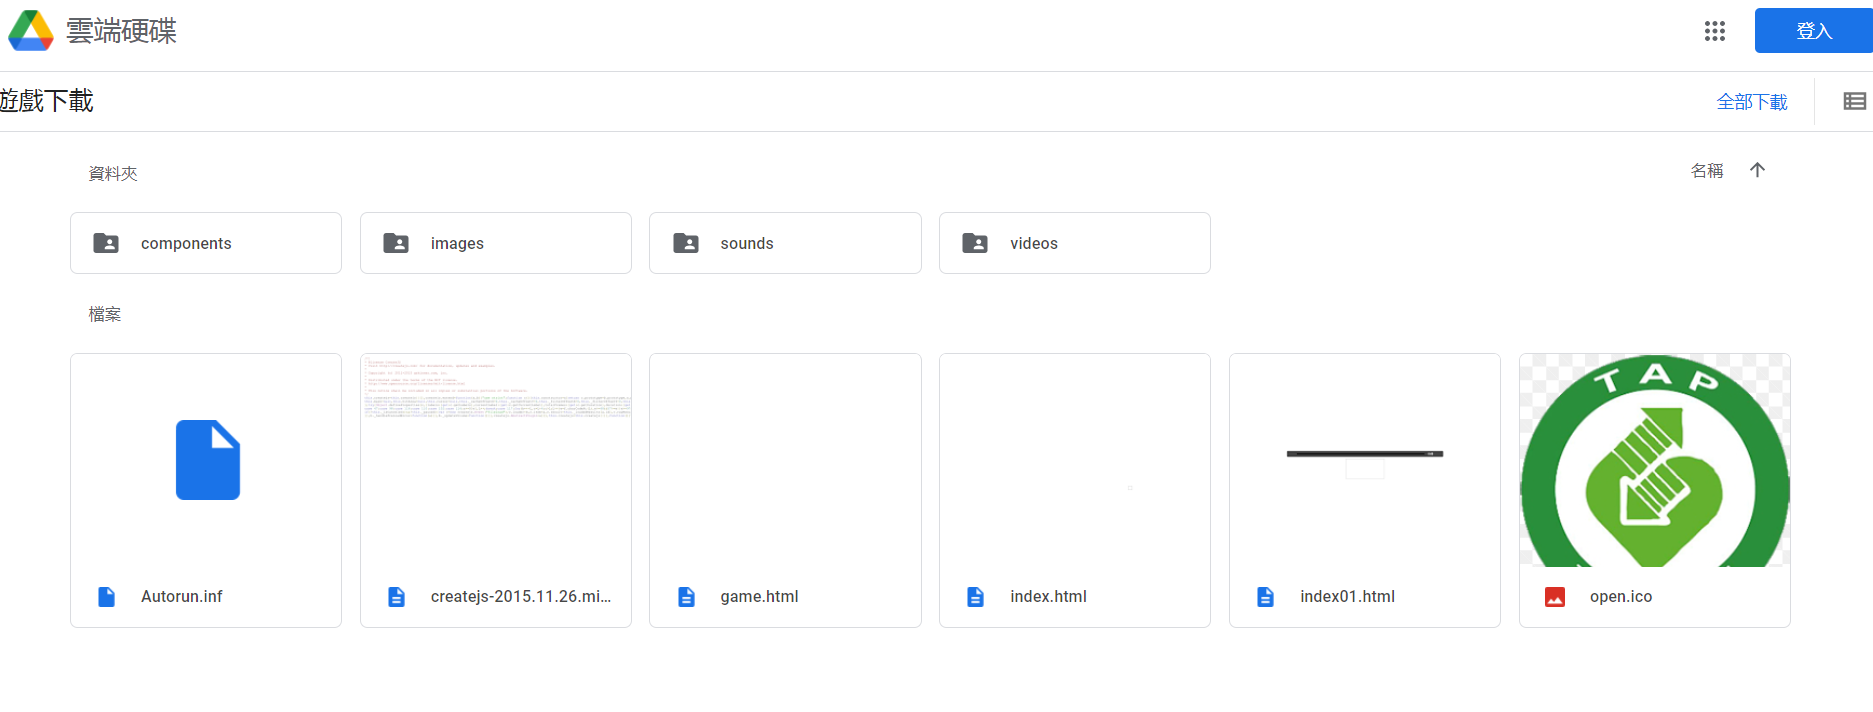 雲端硬碟
登入
遊戲下載
全部下載
資料夾
名稱
components
images
sounds
videos
檔案
TAP
Autorun.inf
createjs-2015.11.26.mi...
game.html
index.html
index01.html
open.ico